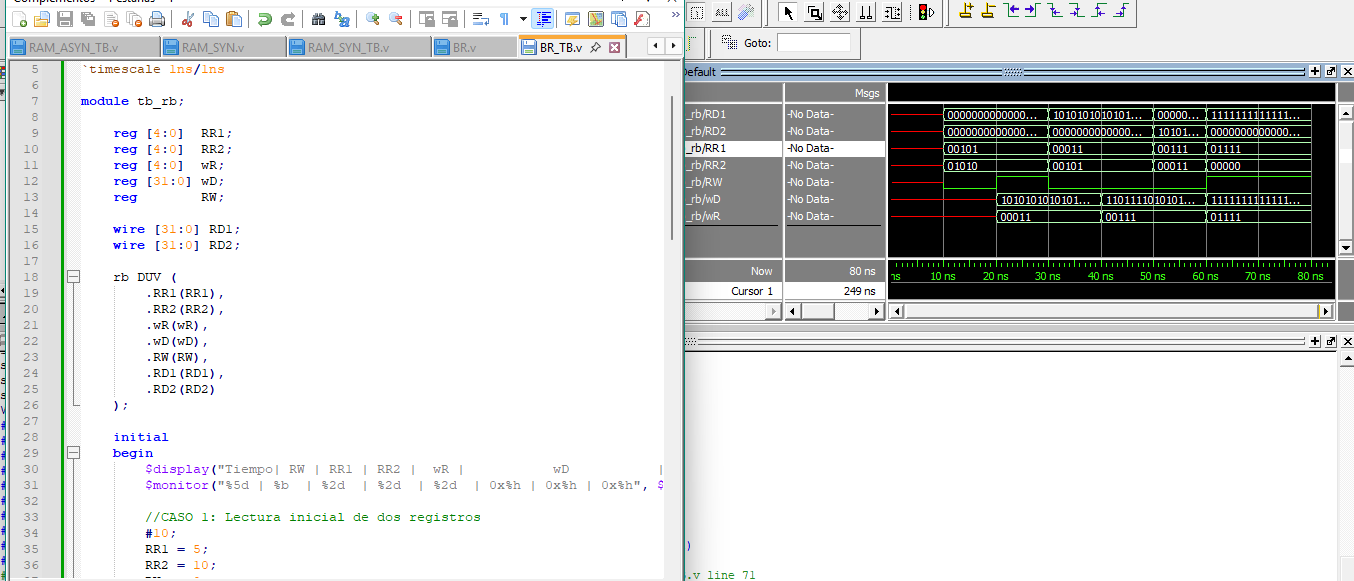 Complementos Pestañas ?
RAM_ASYN_TB.v RAM_SYN.v RAM_SYN_TB.v BR.v BR_TB.v
5 `timescale 1ns/1ns
6
7 module tb_rb;
8
9 reg [4:0] RR1;
10 reg [4:0] RR2;
11 reg [4:0] wR;
12 reg [31:0] wD;
13 reg RW;
14
15 wire [31:0] RD1;
16 wire [31:0] RD2;
17
18 rb DUV (
19 .RR1(RR1),
20 .RR2(RR2),
21 .wR(wR),
22 .wD(wD),
23 .RW(RW),
24 .RD1(RD1),
25 .RD2(RD2)
26 );
27
28 initial
29 begin
30 $display("Tiempo| RW | RR1 | RR2 | wR | wD |
31 $monitor("%5d | %b | %2d | %2d | %2d | 0x%h | 0x%h | 0x%h", $
32
33 //CASO 1: Lectura inicial de dos registros
34 #10;
35 RR1 = 5;
36 RR2 = 10;
ALL
Goto:
Default
Msgs
_rb/RD1 -No Data- 0000000000000... 1010101010101... 00000... 1111111111111...
_rb/RD2 -No Data- 0000000000000... 0000000000000... 10101... 0000000000000...
_rb/RR1 -No Data- 00101 00011 00111 01111
_rb/RR2 -No Data- 01010 00101 00011 00000
_rb/RW -No Data-
_rb/wD -No Data- 1010101010101... 1101111010101... 1111111111111...
_rb/wR -No Data- 00011 00111 01111
Now 80 ns ns 10 ns 20 ns 30 ns 40 ns 50 ns 60 ns 70 ns 80 ns
Cursor 1 249 ns
)
.v line 71